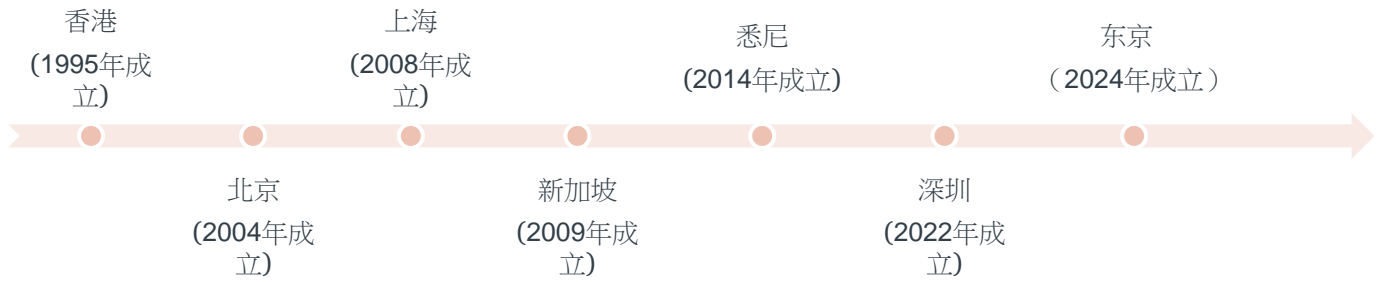 香港
(1995年成
立)
北京
(2004年成
立)
上海
(2008年成
立)
新加坡
(2009年成
立)
悉尼
(2014年成立)
深圳
(2022年成
立)
东京
（2024年成立）